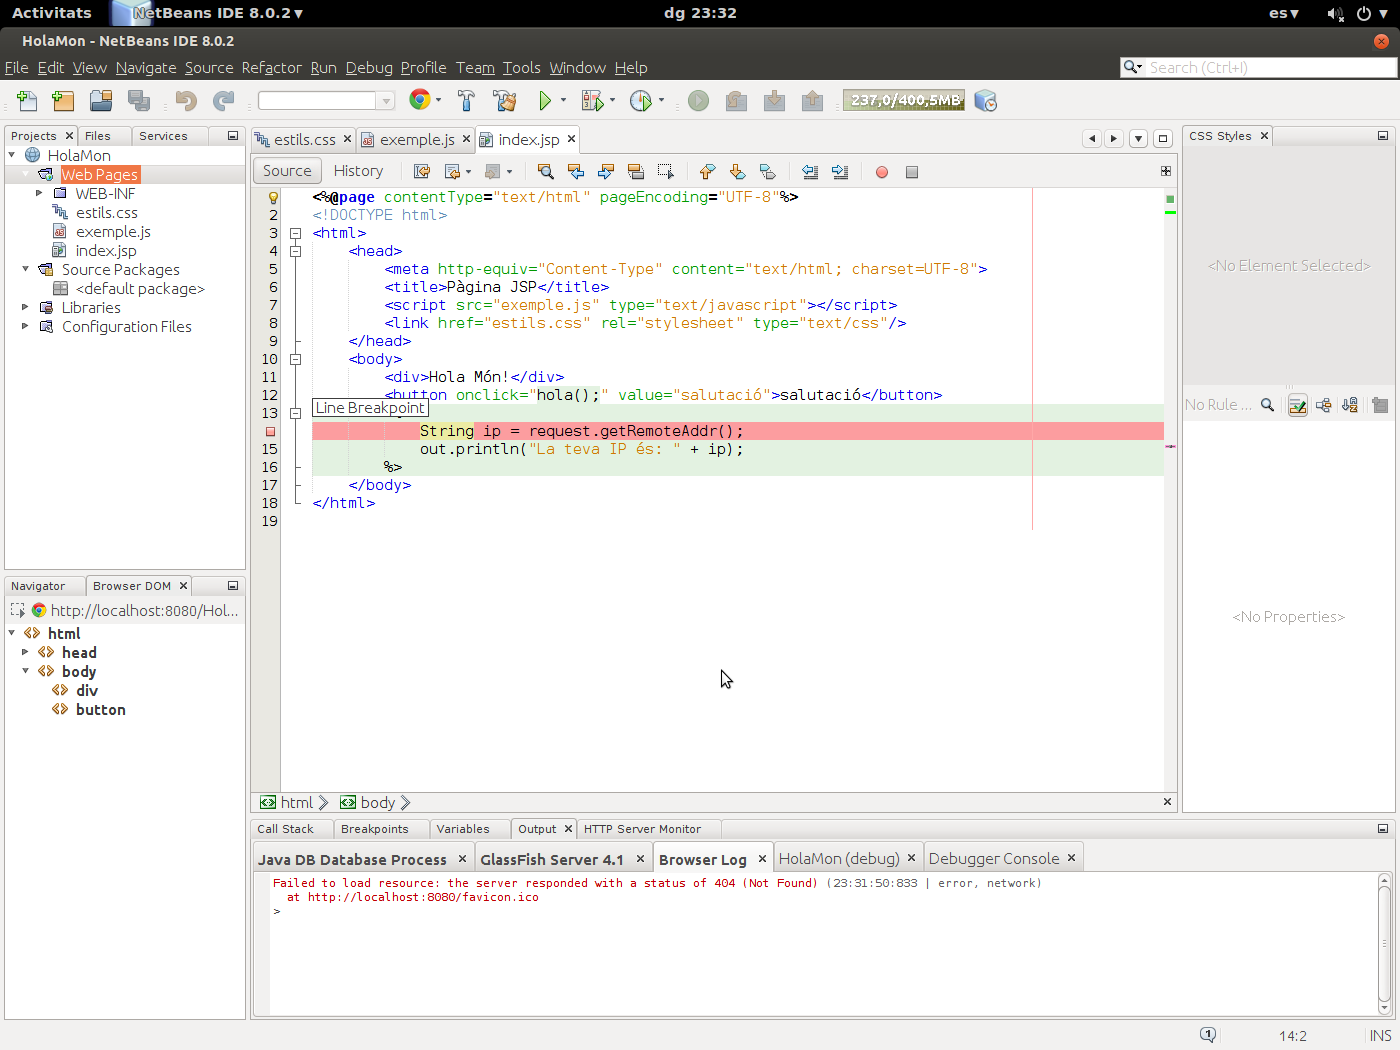 Activitats
NetBeans IDE 8.0.2
dg 23:32
es
HolaMon - NetBeans IDE 8.0.2
File Edit View Navigate Source Refactor Run Debug Profile Team Tools Window Help
Search (Ctrl+I)
237,0/400,5MB
Projects Files Services
HolaMon
Web Pages
WEB-INF
estils.css
exemple.js
index.jsp
Source Packages
<default package>
Libraries
Configuration Files
Navigator Browser DOM
http://localhost:8080/Hol...
html
head
body
div
button
estils.css exemple.js index.jsp
Source History
<%@page contentType="text/html" pageEncoding="UTF-8"%>
2 <!DOCTYPE html>
3 <html>
4 <head>
5 <meta http-equiv="Content-Type" content="text/html; charset=UTF-8">
6 <title>Pàgina JSP</title>
7 <script src="exemple.js" type="text/javascript"></script>
8 <link href="estils.css" rel="stylesheet" type="text/css"/>
9 </head>
10 <body>
11 <div>Hola Món!</div>
12 <button onclick="hola();" value="salutació">salutació</button>
13
Line Breakpoint
String ip = request.getRemoteAddr();
15 out.println("La teva IP és: " + ip);
16 %>
17 </body>
18 </html>
19
html body
CSS Styles
<No Element Selected>
No Rule ...
<No Properties>
Call Stack Breakpoints Variables Output HTTP Server Monitor
Java DB Database Process GlassFish Server 4.1 Browser Log HolaMon (debug) Debugger Console
Failed to load resource: the server responded with a status of 404 (Not Found) (23:31:50:833 | error, network)
at http://localhost:8080/favicon.ico
>
1
14:2
INS